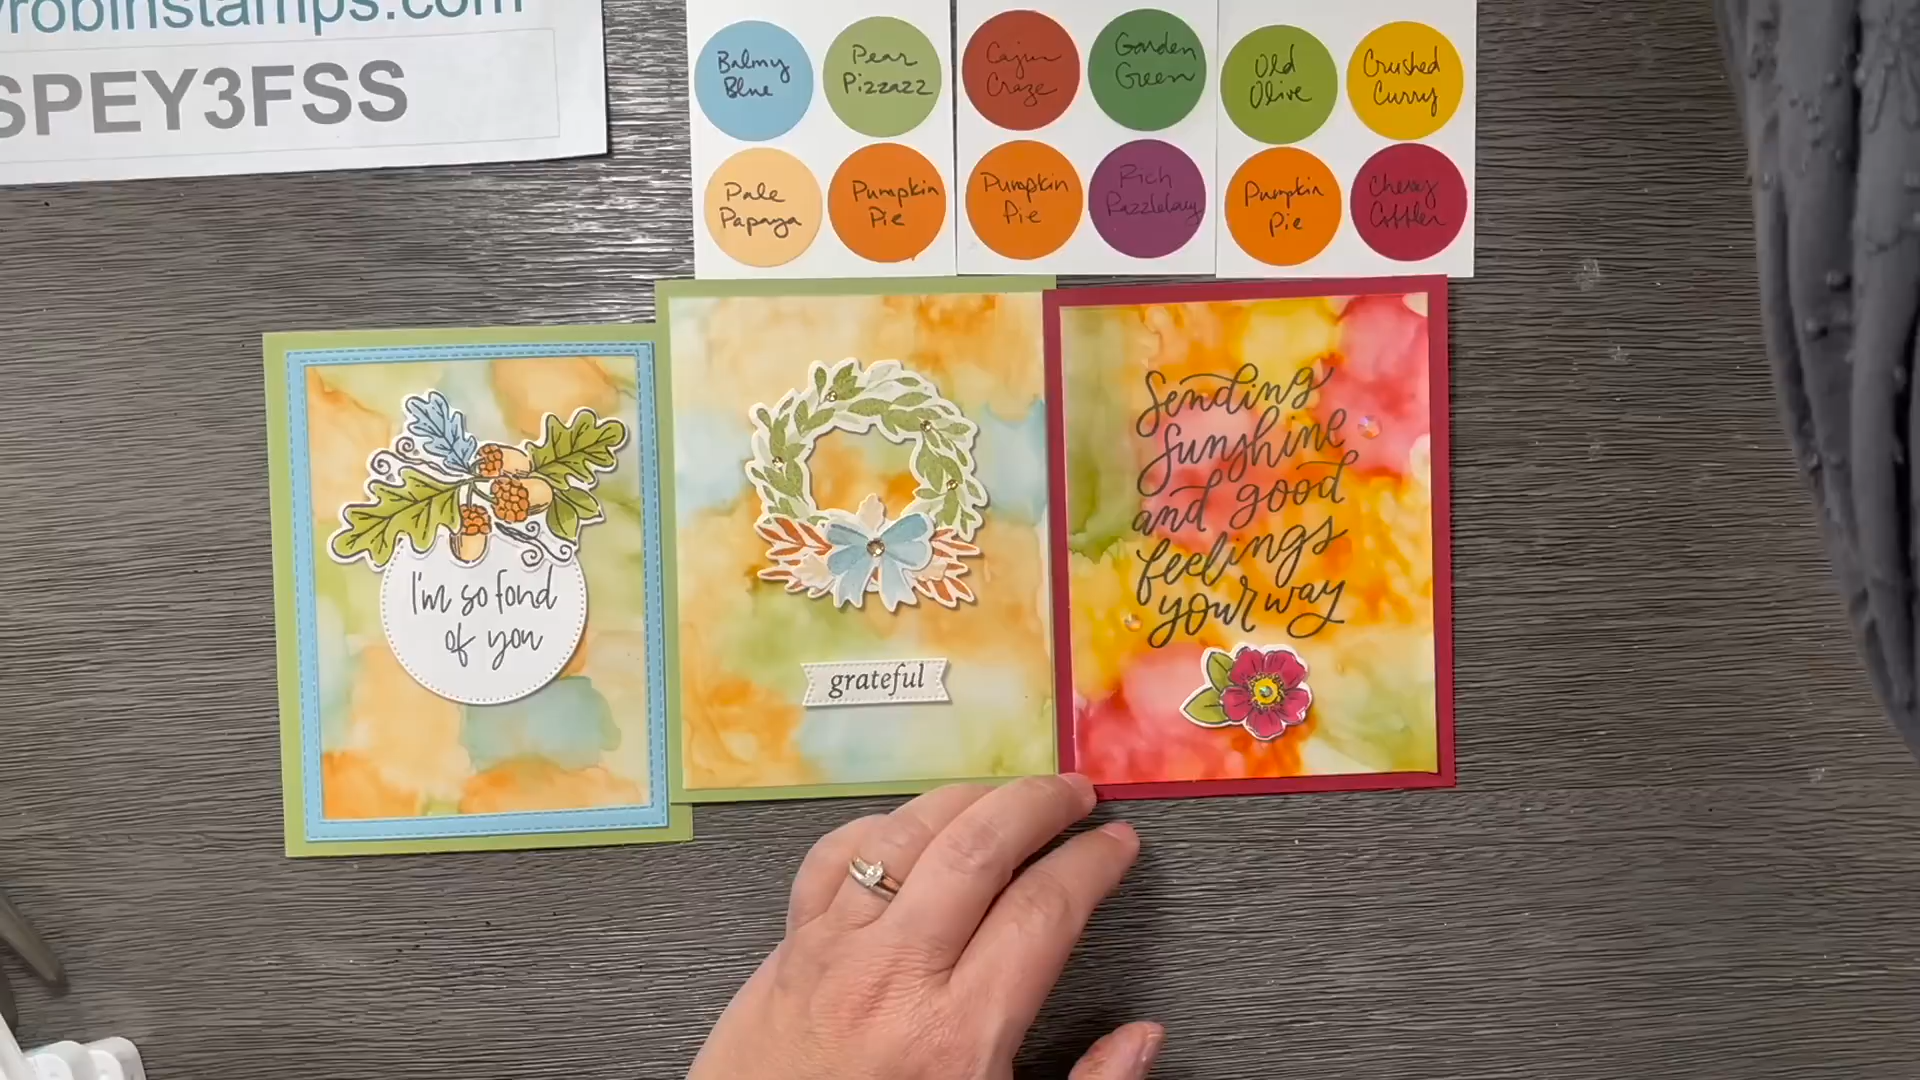 robinstamps.com
SPEY3FSS
Balmy
Blue
Pear
Pizzazz
Pale
Papaya
Pumpkin
Pie
Cajun
Craze
Garden
Green
Pumpkin
Pie
Rich
Razzleberry
Old
Olive
Crushed
Curry
Pumpkin
Pie
Cherry
Cobbler
I'm so fond
of you
grateful
Sending
sunshine
and good
feelings
your way